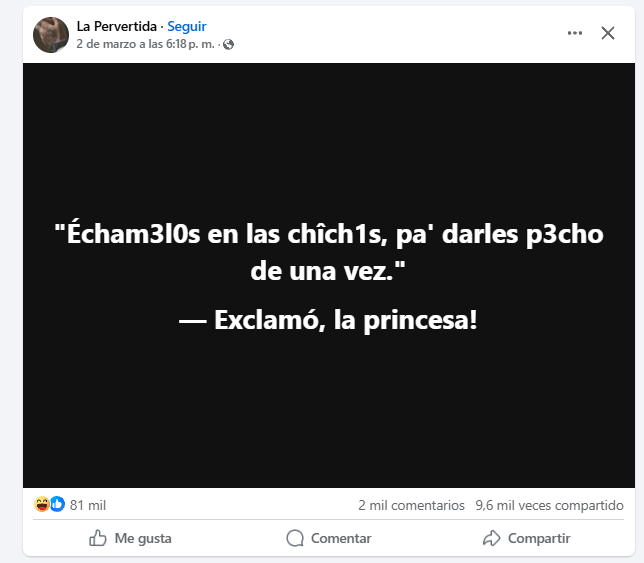 La Pervertida · Seguir
2 de marzo a las 6:18 p. m. ·
"Écham3l0s en las chîch1s, pa' darles p3cho
de una vez."
— Exclamó, la princesa!
81 mil
2 mil comentarios 9,6 mil veces compartido
Me gusta
Comentar
Compartir